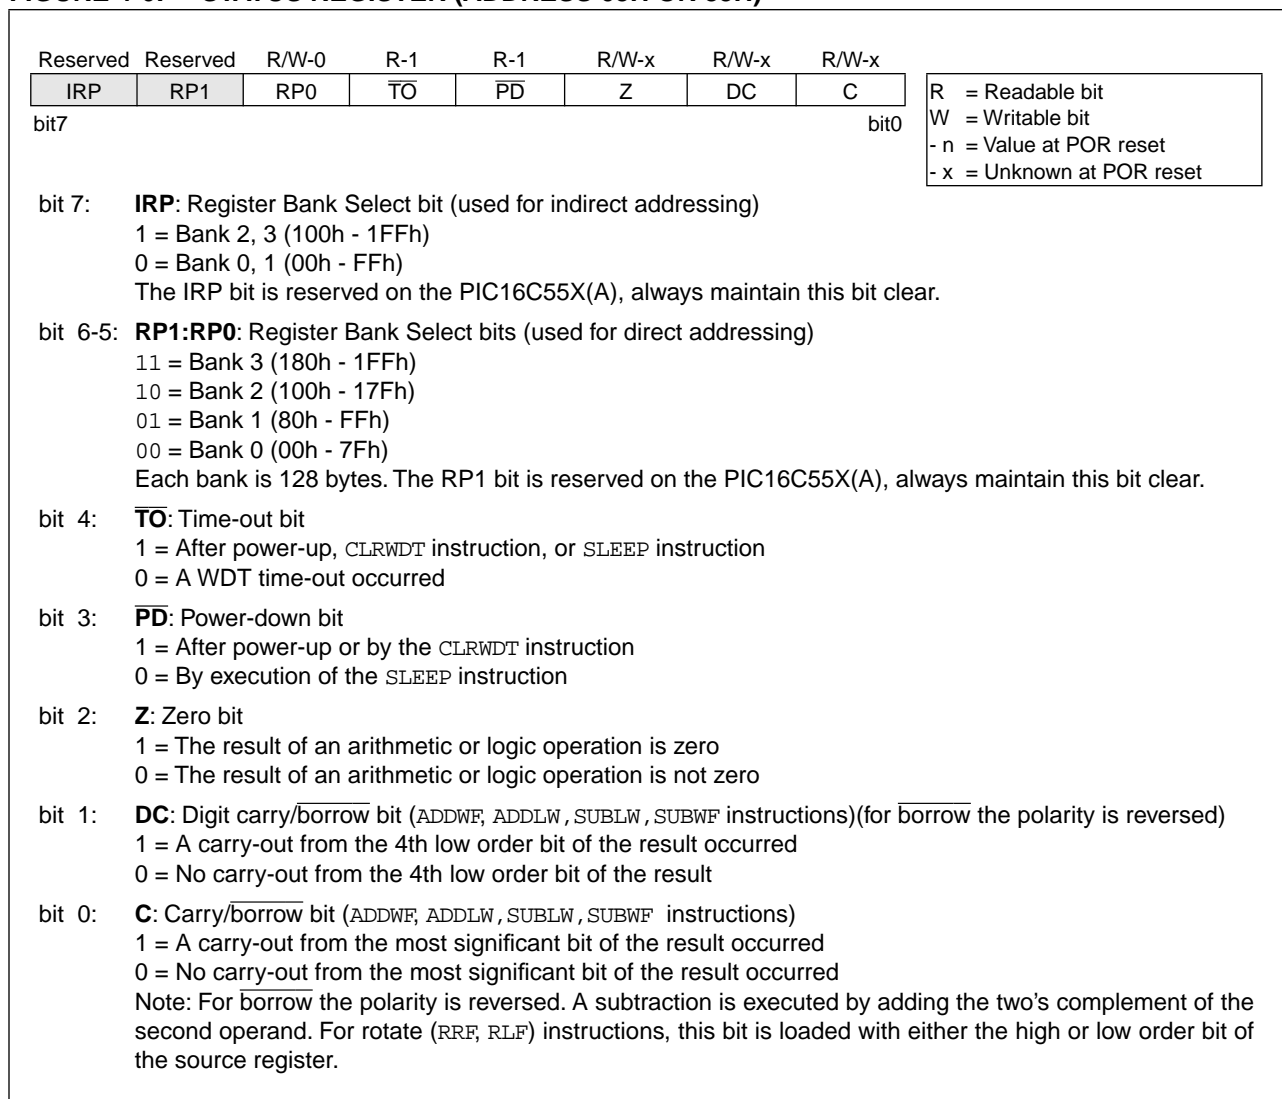 Reserved Reserved R/W-0 R-1 R-1 R/W-x R/W-x R/W-x
IRP RP1 RP0 T̅O̅ P̅D̅ Z DC C
bit7 bit0
R = Readable bit
W = Writable bit
- n = Value at POR reset
- x = Unknown at POR reset
bit 7: IRP: Register Bank Select bit (used for indirect addressing)
1 = Bank 2, 3 (100h - 1FFh)
0 = Bank 0, 1 (00h - FFh)
The IRP bit is reserved on the PIC16C55X(A), always maintain this bit clear.
bit 6-5: RP1:RP0: Register Bank Select bits (used for direct addressing)
11 = Bank 3 (180h - 1FFh)
10 = Bank 2 (100h - 17Fh)
01 = Bank 1 (80h - FFh)
00 = Bank 0 (00h - 7Fh)
Each bank is 128 bytes. The RP1 bit is reserved on the PIC16C55X(A), always maintain this bit clear.
bit 4: T̅O̅: Time-out bit
1 = After power-up, CLRWDT instruction, or SLEEP instruction
0 = A WDT time-out occurred
bit 3: P̅D̅: Power-down bit
1 = After power-up or by the CLRWDT instruction
0 = By execution of the SLEEP instruction
bit 2: Z: Zero bit
1 = The result of an arithmetic or logic operation is zero
0 = The result of an arithmetic or logic operation is not zero
bit 1: DC: Digit carry/b̅o̅r̅r̅o̅w̅ bit (ADDWF, ADDLW,SUBLW,SUBWF instructions)(for b̅o̅r̅r̅o̅w̅ the polarity is reversed)
1 = A carry-out from the 4th low order bit of the result occurred
0 = No carry-out from the 4th low order bit of the result
bit 0: C: Carry/b̅o̅r̅r̅o̅w̅ bit (ADDWF, ADDLW,SUBLW,SUBWF instructions)
1 = A carry-out from the most significant bit of the result occurred
0 = No carry-out from the most significant bit of the result occurred
Note: For b̅o̅r̅r̅o̅w̅ the polarity is reversed. A subtraction is executed by adding the two's complement of the
second operand. For rotate (RRF, RLF) instructions, this bit is loaded with either the high or low order bit of
the source register.